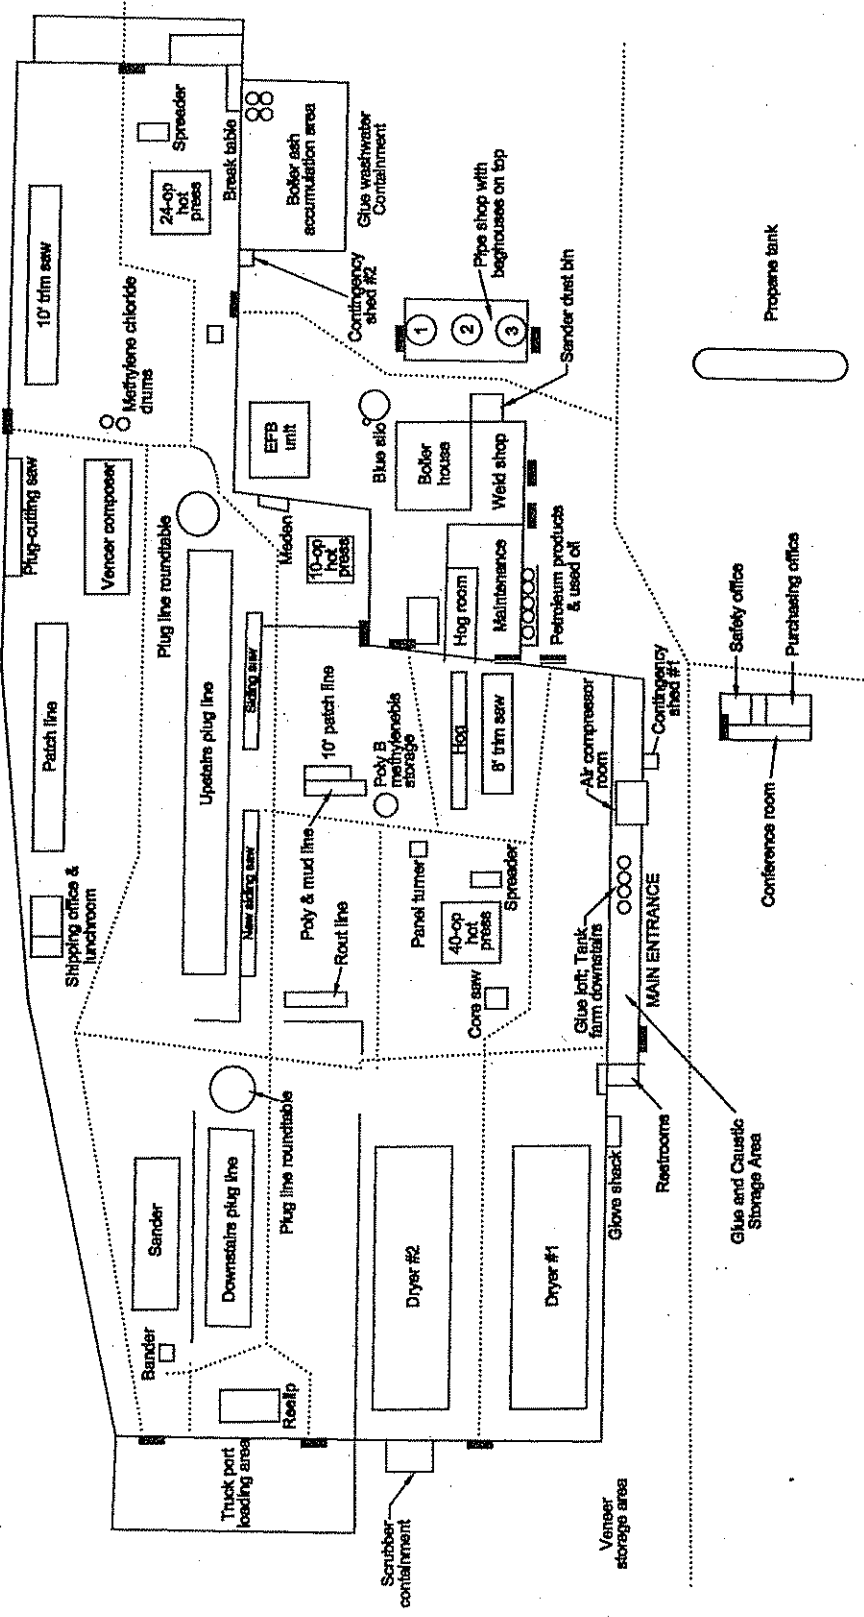 Truck port
loading area
Scrubber
containment
Veneer
storage area
Bander
Sander
Downstairs plug line
Reslip
Plug line roundtable
Dryer #2
Dryer #1
Glove shack
Restrooms
Glue and Caustic
Storage Area
Shipping office &
lunchroom
Patch line
Upstairs plug line
New siding saw
Siding saw
Rout line
Poly & mud line
10' patch line
Poly B
storage
Panel turner
Core saw
40-op
hot
press
Spreader
Hog
8' trim saw
Glue loft; Tank
farm downstairs
MAIN ENTRANCE
Air compressor
room
Contingency
shed #1
Conference room
Safety office
Purchasing office
Plug-cutting saw
Veneer composer
Plug line roundtable
10-op
hot
press
Hog room
Maintenance
Petroleum products
& used oil
Weld shop
Boiler
house
Blue silo
EFB
unit
Sander dust bin
Pipe shop with
baghouses on top
1
2
3
Propane tank
Methylene chloride
drums
10' trim saw
24-op
hot
press
Spreader
Break table
Contingency
shed #2
Boiler ash
accumulation area
Glue washwater
Containment